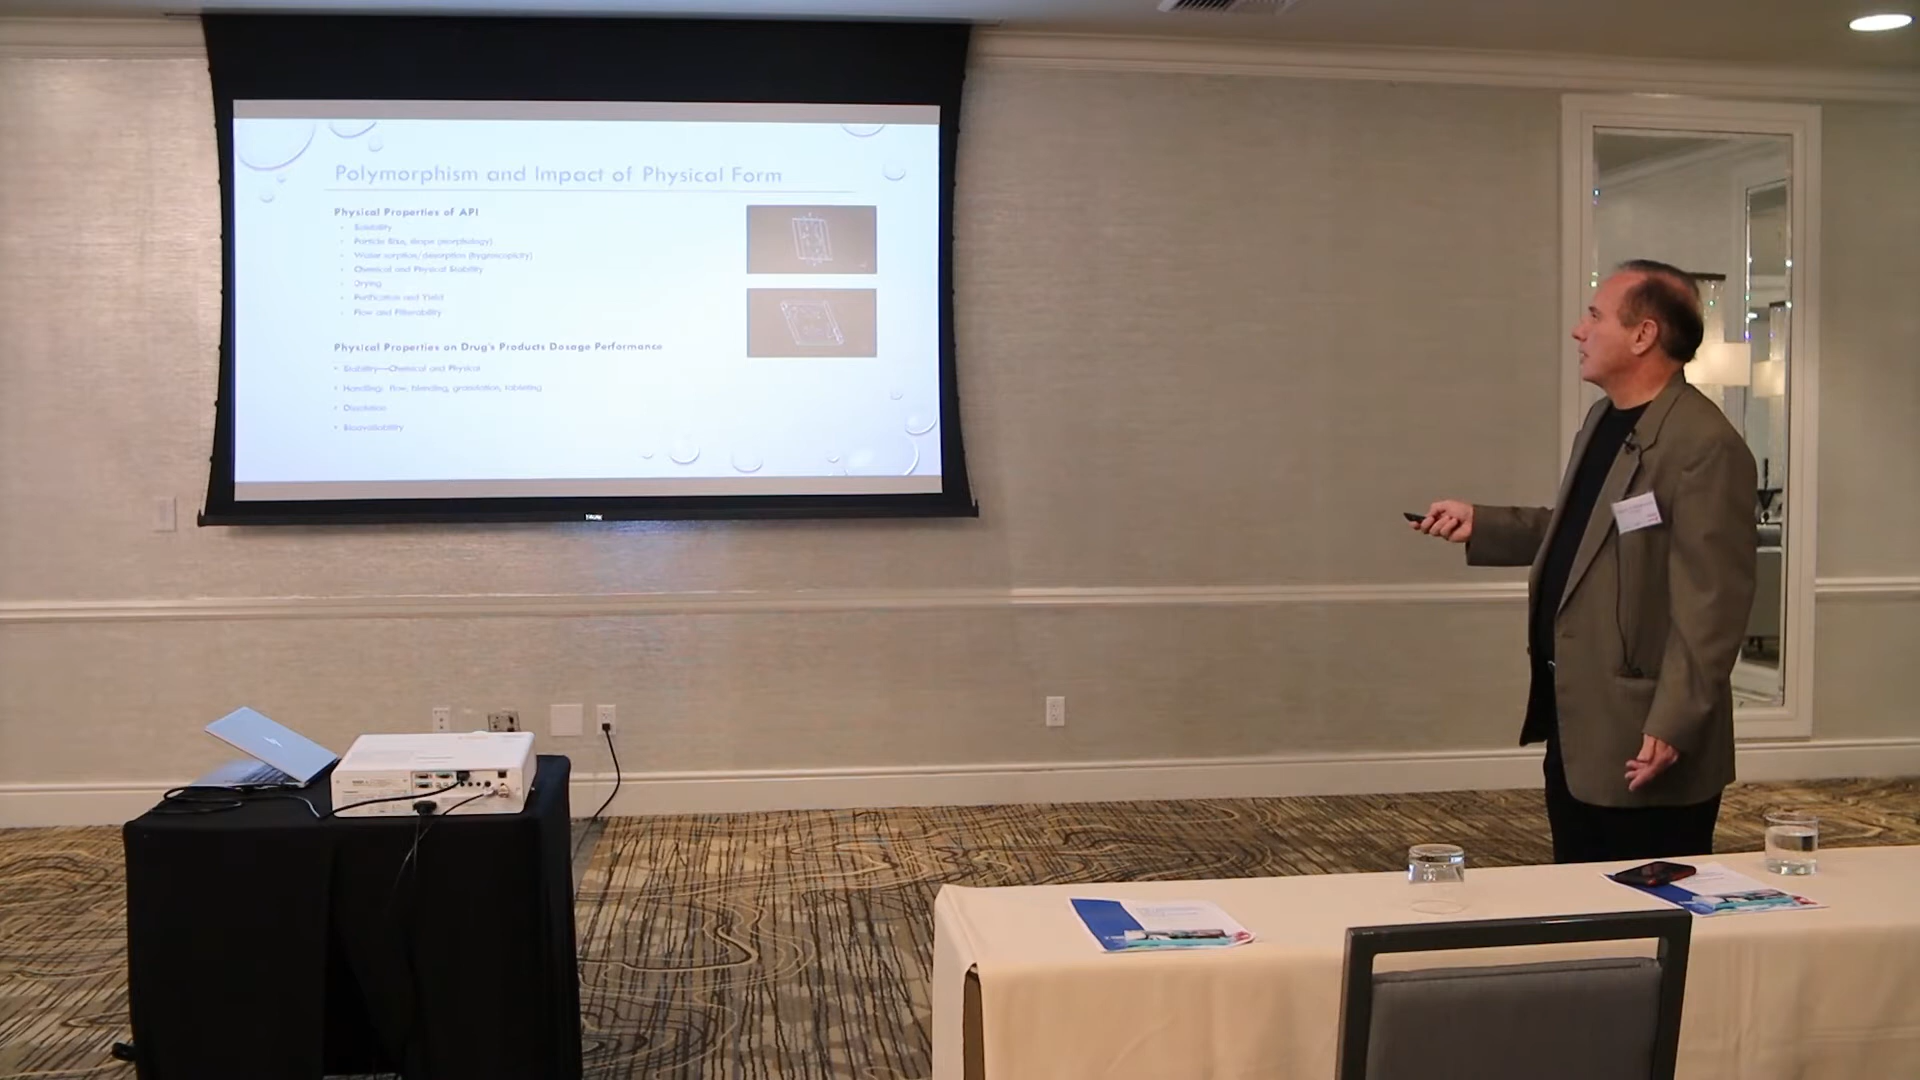 Polymorphism and Impact of Physical Form
Physical Properties of API
Solubility
Particle Size, shape (morphology)
Water sorption/desorption (hygroscopicity)
Chemical and Physical Stability
Drying
Purification and Yield
Flow and Filterability
Physical Properties on Drug's Products Dosage Performance
Stability—Chemical and Physical
Handling: flow, blending, granulation, tableting
Dissolution
Bioavailability